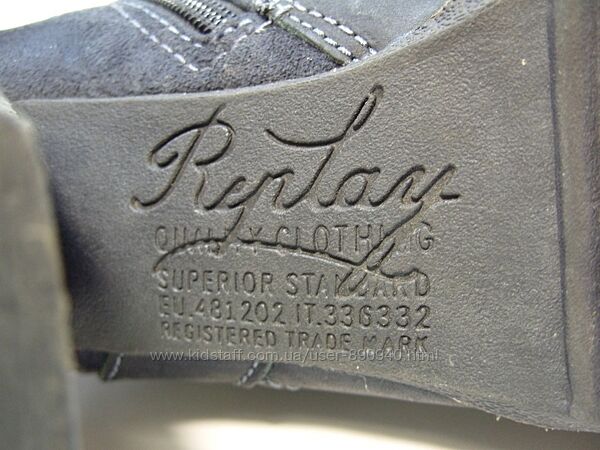 Replay
QUALITY CLOTHING
SUPERIOR STANDARD
EU.481202 IT.336332
REGISTERED TRADE MARK
www.kidstaff.com.ua/user-890940.html